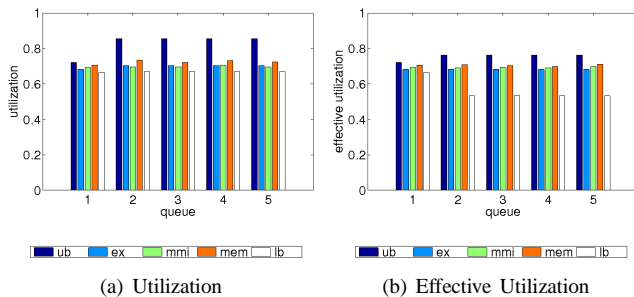 1
0.8
0.6
0.4
0.2
0
utilization
1 2 3 4 5
queue
ub ex mmi mem lb
(a) Utilization
1
0.8
0.6
0.4
0.2
0
effective utilization
1 2 3 4 5
queue
ub ex mmi mem lb
(b) Effective Utilization